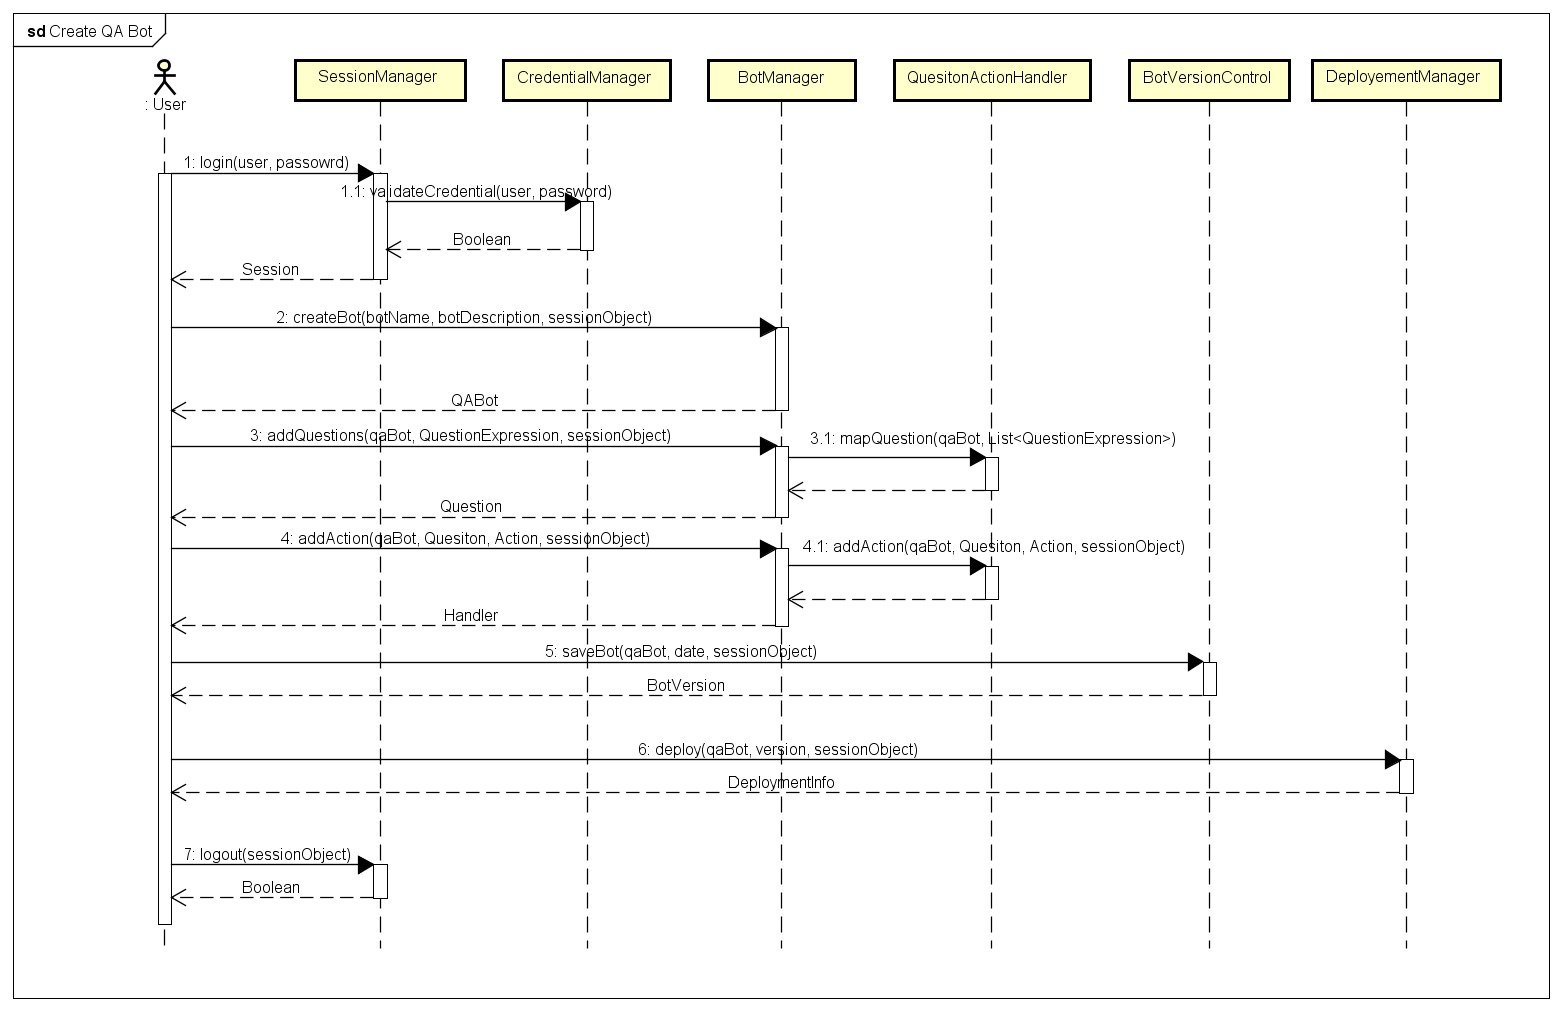 sd Create QA Bot
: User
SessionManager
CredentialManager
BotManager
QuesitonActionHandler
BotVersionControl
DeployementManager
1: login(user, passowrd)
1.1: validateCredential(user, password)
Boolean
Session
2: createBot(botName, botDescription, sessionObject)
QABot
3: addQuestions(qaBot, QuestionExpression, sessionObject)
3.1: mapQuestion(qaBot, List<QuestionExpression>)
Question
4: addAction(qaBot, Quesiton, Action, sessionObject)
4.1: addAction(qaBot, Quesiton, Action, sessionObject)
Handler
5: saveBot(qaBot, date, sessionObject)
BotVersion
6: deploy(qaBot, version, sessionObject)
DeploymentInfo
7: logout(sessionObject)
Boolean